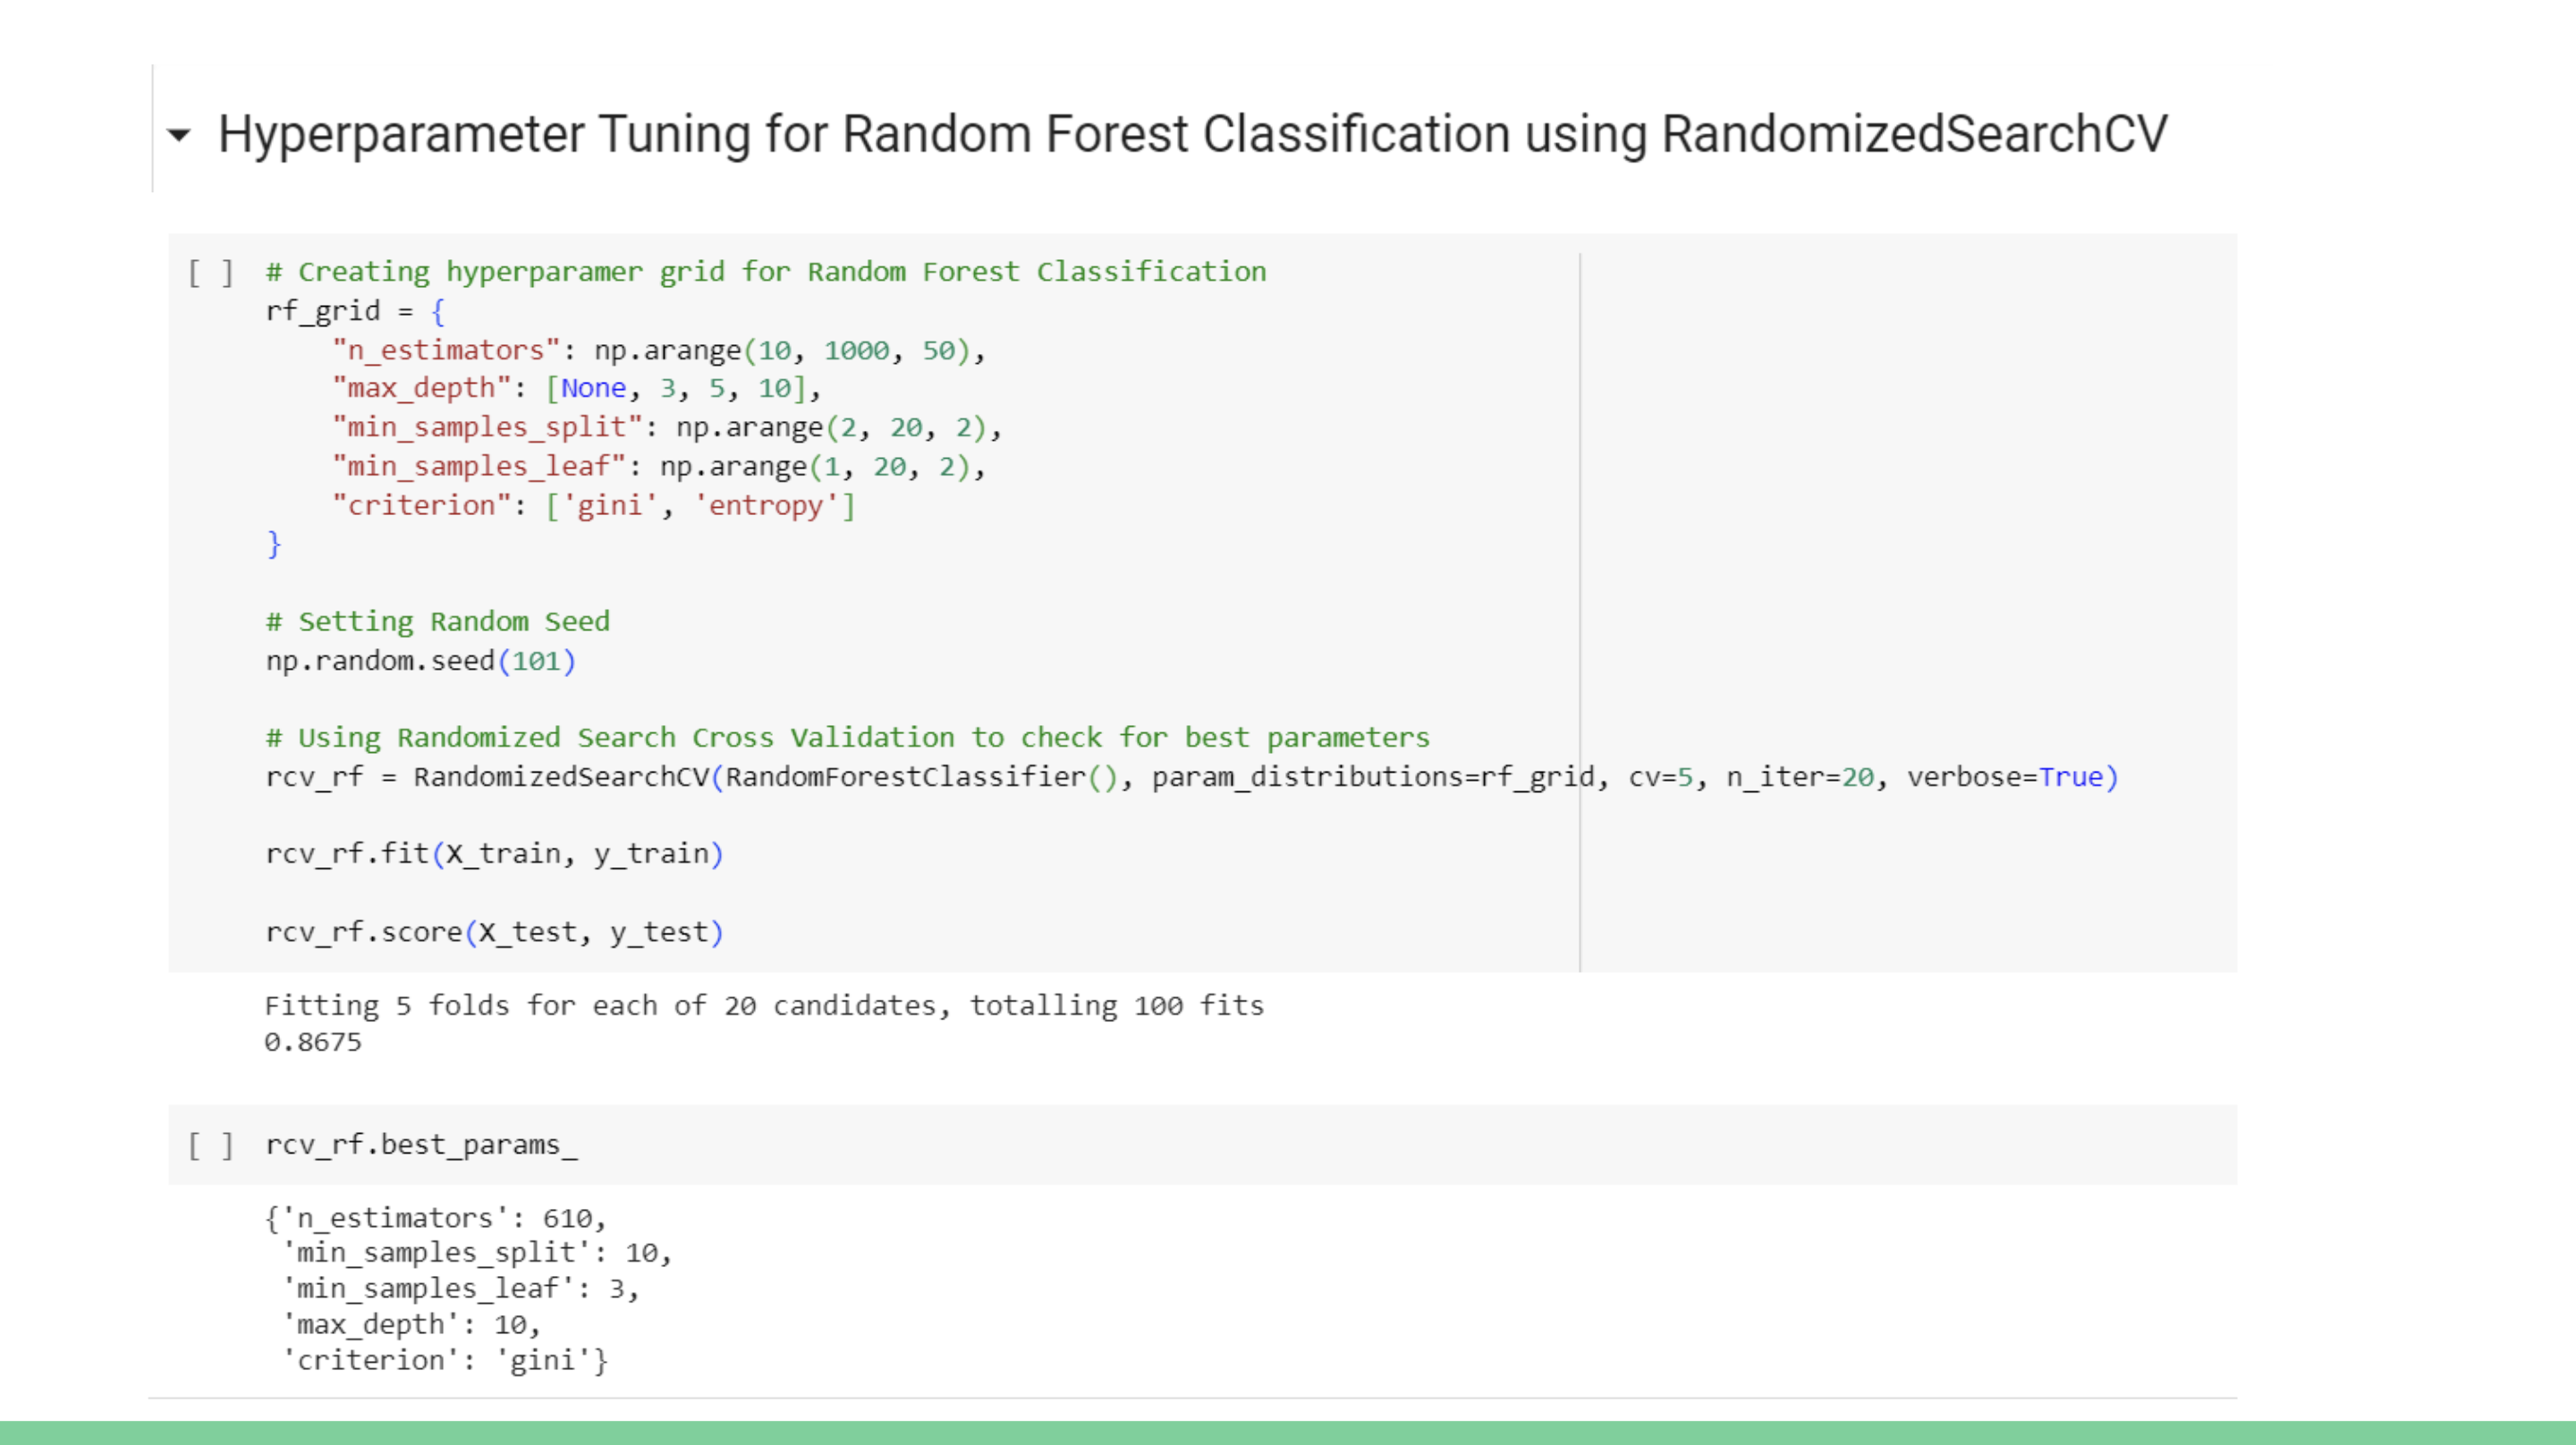 Hyperparameter Tuning for Random Forest Classification using RandomizedSearchCV
[ ] # Creating hyperparamer grid for Random Forest Classification
rf_grid = {
    "n_estimators": np.arange(10, 1000, 50),
    "max_depth": [None, 3, 5, 10],
    "min_samples_split": np.arange(2, 20, 2),
    "min_samples_leaf": np.arange(1, 20, 2),
    "criterion": ['gini', 'entropy']
}
# Setting Random Seed
np.random.seed(101)
# Using Randomized Search Cross Validation to check for best parameters
rcv_rf = RandomizedSearchCV(RandomForestClassifier(), param_distributions=rf_grid, cv=5, n_iter=20, verbose=True)
rcv_rf.fit(X_train, y_train)
rcv_rf.score(X_test, y_test)
Fitting 5 folds for each of 20 candidates, totalling 100 fits
0.8675
[ ] rcv_rf.best_params_
{'n_estimators': 610,
 'min_samples_split': 10,
 'min_samples_leaf': 3,
 'max_depth': 10,
 'criterion': 'gini'}